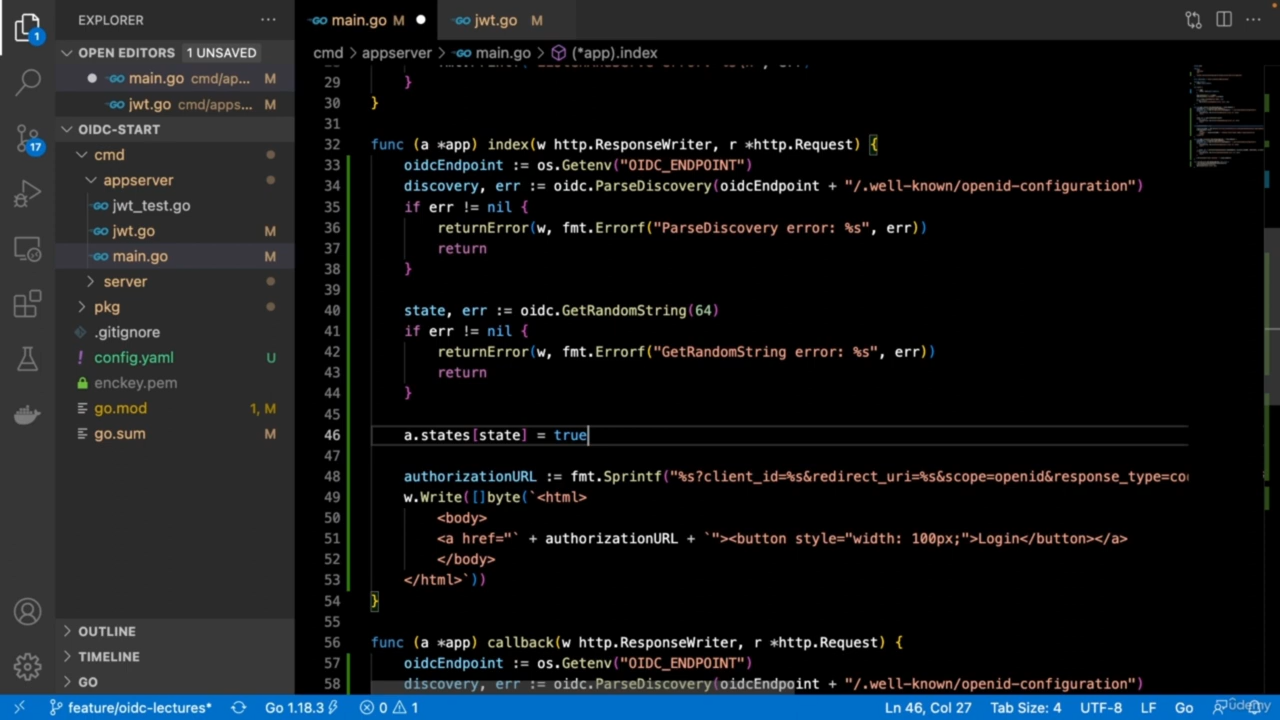 EXPLORER
OPEN EDITORS 1 UNSAVED
main.go cmd/ap... M
jwt.go cmd/apps... M
OIDC-START
cmd
appserver
jwt_test.go
jwt.go M
main.go M
server
pkg
.gitignore
! config.yaml U
enckey.pem
go.mod 1, M
go.sum M
OUTLINE
TIMELINE
GO
1
17
main.go M
jwt.go M
cmd > appserver > main.go > (*app).index
29 }
30 }
31
32 func (a *app) index(w http.ResponseWriter, r *http.Request) {
33 oidcEndpoint := os.Getenv("OIDC_ENDPOINT")
34 discovery, err := oidc.ParseDiscovery(oidcEndpoint + "/.well-known/openid-configuration")
35 if err != nil {
36 returnError(w, fmt.Errorf("ParseDiscovery error: %s", err))
37 return
38 }
39
40 state, err := oidc.GetRandomString(64)
41 if err != nil {
42 returnError(w, fmt.Errorf("GetRandomString error: %s", err))
43 return
44 }
45
46 a.states[state] = true
47
48 authorizationURL := fmt.Sprintf("%s?client_id=%s&redirect_uri=%s&scope=openid&response_type=co
49 w.Write([]byte(`<html>
50 <body>
51 <a href="` + authorizationURL + `"><button style="width: 100px;">Login</button></a>
52 </body>
53 </html>`))
54 }
55
56 func (a *app) callback(w http.ResponseWriter, r *http.Request) {
57 oidcEndpoint := os.Getenv("OIDC_ENDPOINT")
58 discovery, err := oidc.ParseDiscovery(oidcEndpoint + "/.well-known/openid-configuration")
feature/oidc-lectures* Go 1.18.3 0 1 Ln 46, Col 27 Tab Size: 4 UTF-8 LF Go
Udemy